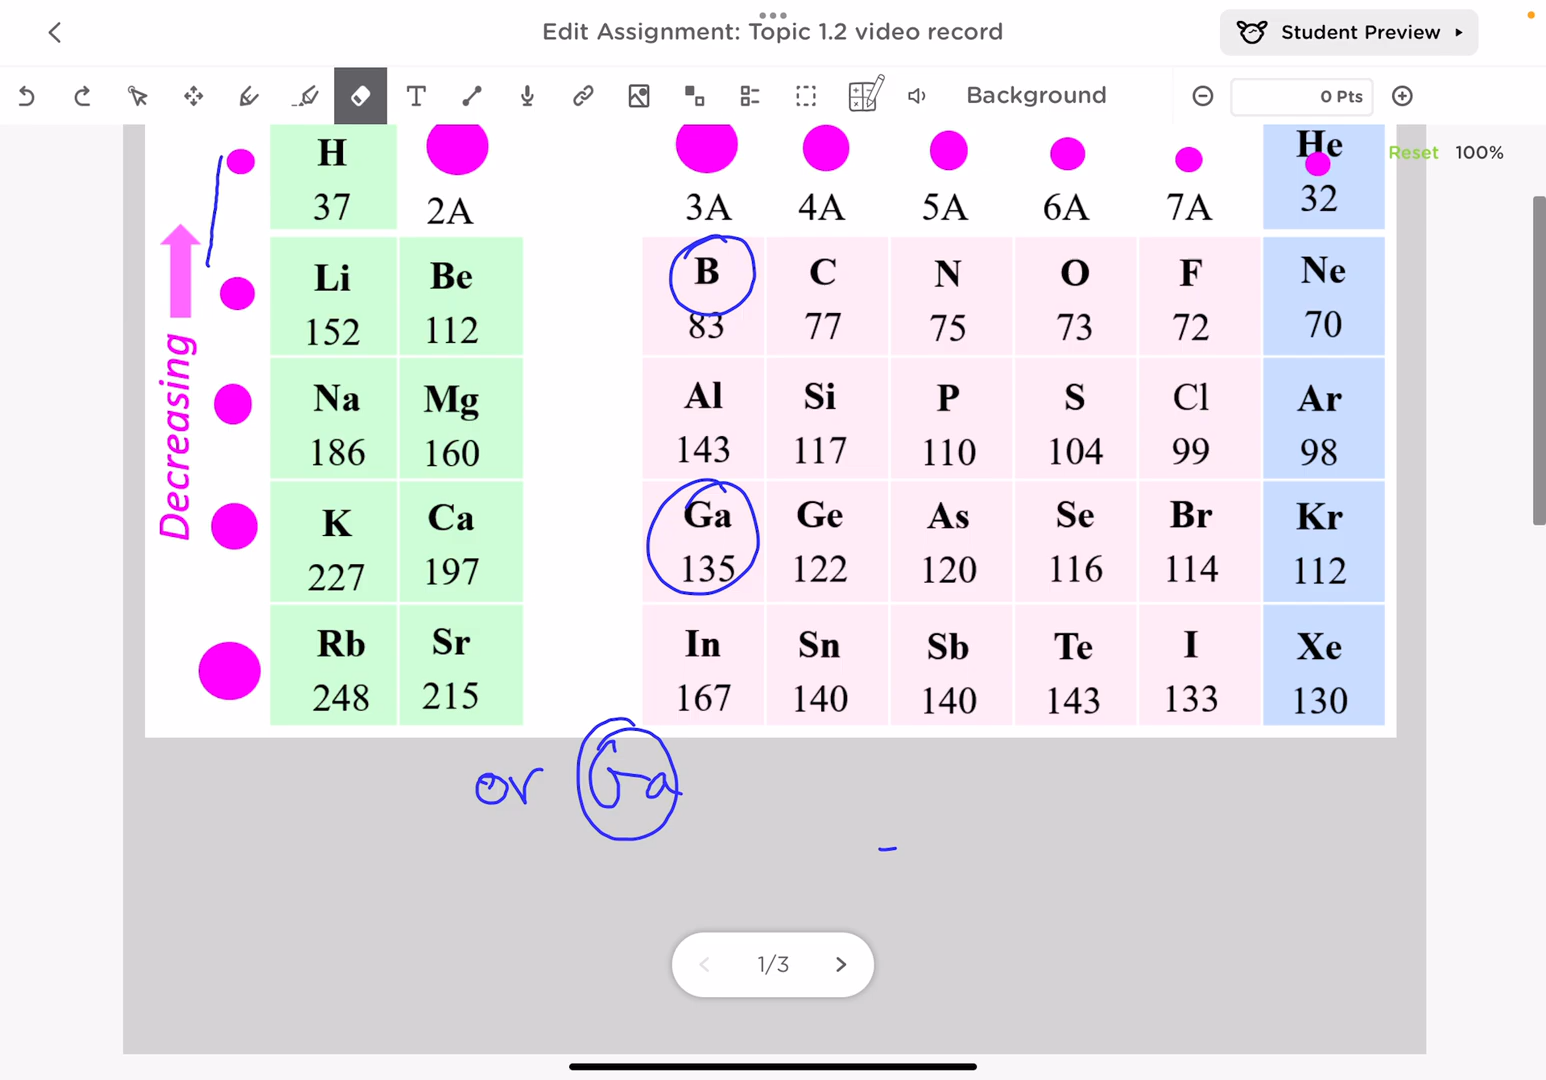 Edit Assignment: Topic 1.2 video record
Student Preview
T
Background
0 Pts
Reset 100%
H He
37 2A 3A 4A 5A 6A 7A 32
Decreasing
Li Be B C N O F Ne
152 112 83 77 75 73 72 70
Na Mg Al Si P S Cl Ar
186 160 143 117 110 104 99 98
K Ca Ga Ge As Se Br Kr
227 197 135 122 120 116 114 112
Rb Sr In Sn Sb Te I Xe
248 215 167 140 140 143 133 130
or Ga
1/3